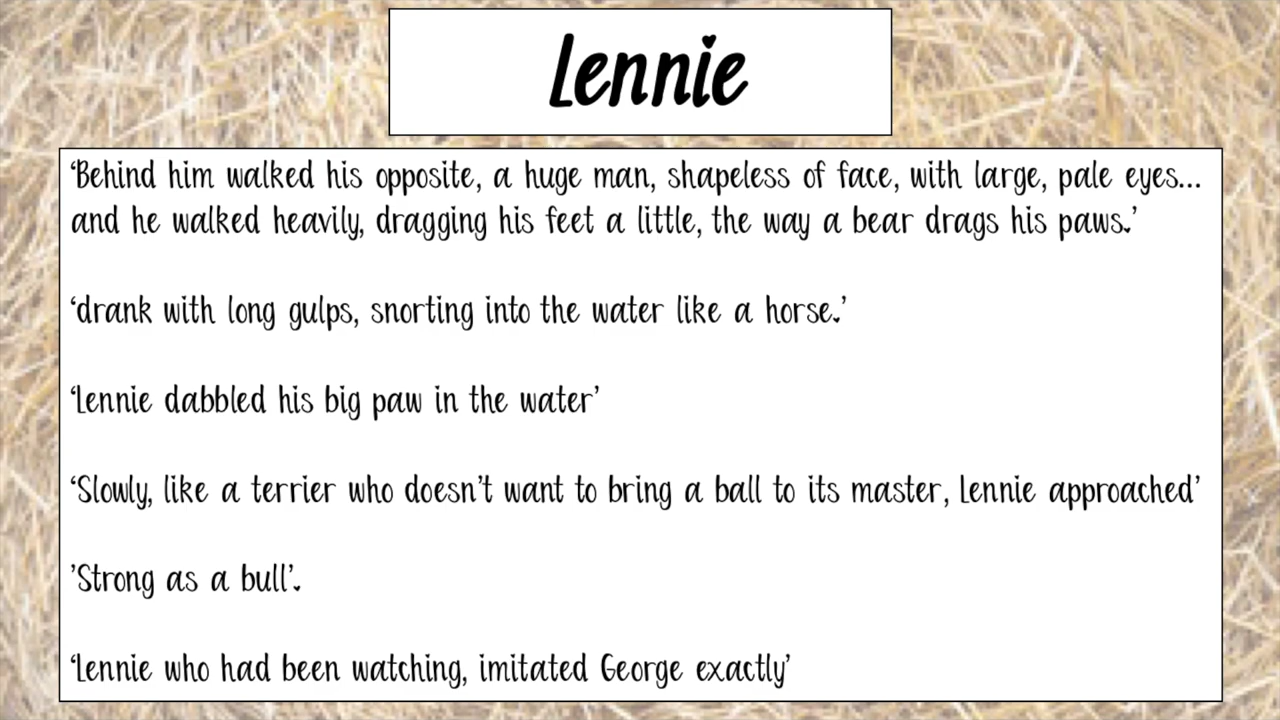 Lennie
‘Behind him walked his opposite, a huge man, shapeless of face, with large, pale eyes...
and he walked heavily, dragging his feet a little, the way a bear drags his paws.’
‘drank with long gulps, snorting into the water like a horse.’
‘Lennie dabbled his big paw in the water’
‘Slowly, like a terrier who doesn’t want to bring a ball to its master, Lennie approached’
’Strong as a bull’.
‘Lennie who had been watching, imitated George exactly’